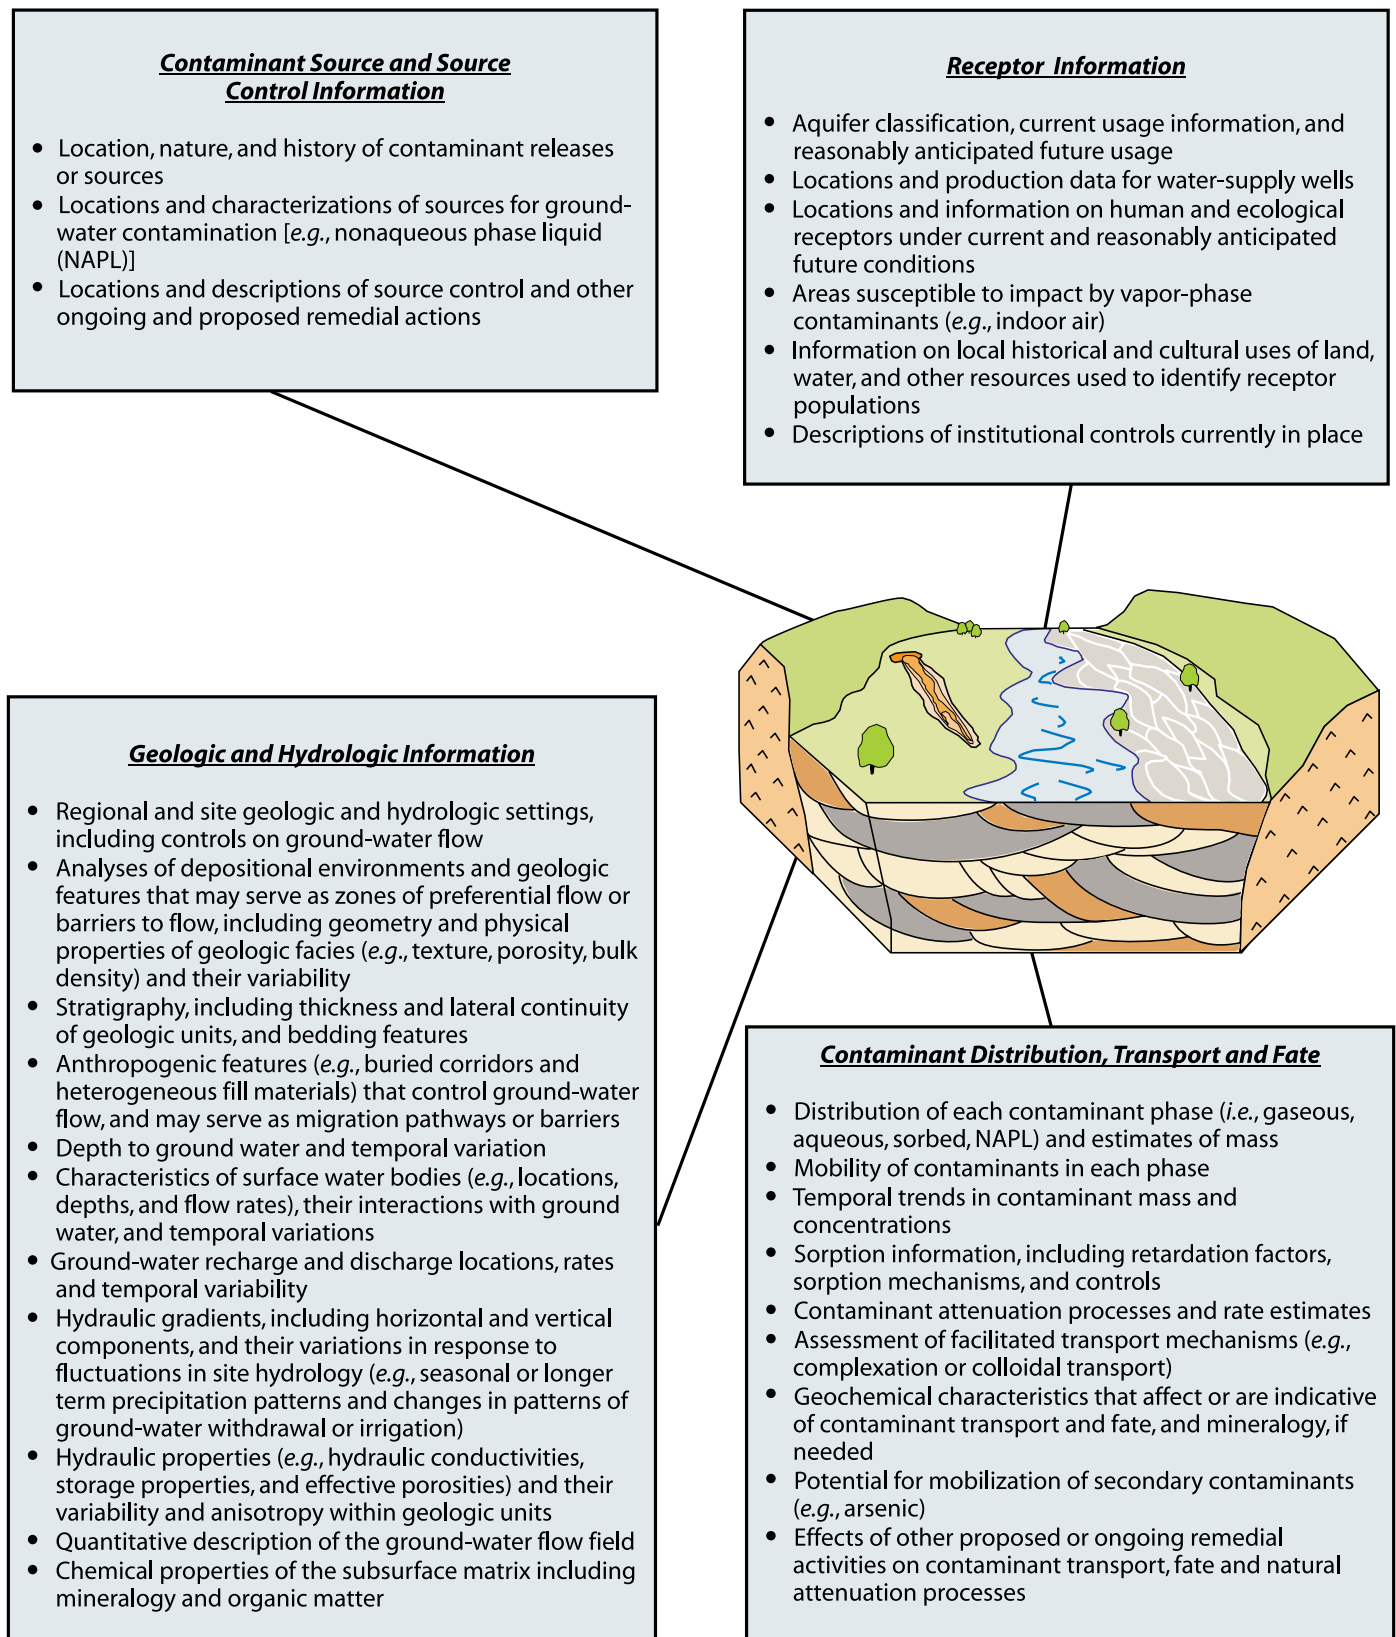 Contaminant Source and Source
Control Information
• Location, nature, and history of contaminant releases
or sources
• Locations and characterizations of sources for ground-
water contamination [e.g., nonaqueous phase liquid
(NAPL)]
• Locations and descriptions of source control and other
ongoing and proposed remedial actions
Receptor Information
• Aquifer classification, current usage information, and
reasonably anticipated future usage
• Locations and production data for water-supply wells
• Locations and information on human and ecological
receptors under current and reasonably anticipated
future conditions
• Areas susceptible to impact by vapor-phase
contaminants (e.g., indoor air)
• Information on local historical and cultural uses of land,
water, and other resources used to identify receptor
populations
• Descriptions of institutional controls currently in place
Geologic and Hydrologic Information
• Regional and site geologic and hydrologic settings,
including controls on ground-water flow
• Analyses of depositional environments and geologic
features that may serve as zones of preferential flow or
barriers to flow, including geometry and physical
properties of geologic facies (e.g., texture, porosity, bulk
density) and their variability
• Stratigraphy, including thickness and lateral continuity
of geologic units, and bedding features
• Anthropogenic features (e.g., buried corridors and
heterogeneous fill materials) that control ground-water
flow, and may serve as migration pathways or barriers
• Depth to ground water and temporal variation
• Characteristics of surface water bodies (e.g., locations,
depths, and flow rates), their interactions with ground
water, and temporal variations
• Ground-water recharge and discharge locations, rates
and temporal variability
• Hydraulic gradients, including horizontal and vertical
components, and their variations in response to
fluctuations in site hydrology (e.g., seasonal or longer
term precipitation patterns and changes in patterns of
ground-water withdrawal or irrigation)
• Hydraulic properties (e.g., hydraulic conductivities,
storage properties, and effective porosities) and their
variability and anisotropy within geologic units
• Quantitative description of the ground-water flow field
• Chemical properties of the subsurface matrix including
mineralogy and organic matter
Contaminant Distribution, Transport and Fate
• Distribution of each contaminant phase (i.e., gaseous,
aqueous, sorbed, NAPL) and estimates of mass
• Mobility of contaminants in each phase
• Temporal trends in contaminant mass and
concentrations
• Sorption information, including retardation factors,
sorption mechanisms, and controls
• Contaminant attenuation processes and rate estimates
• Assessment of facilitated transport mechanisms (e.g.,
complexation or colloidal transport)
• Geochemical characteristics that affect or are indicative
of contaminant transport and fate, and mineralogy, if
needed
• Potential for mobilization of secondary contaminants
(e.g., arsenic)
• Effects of other proposed or ongoing remedial
activities on contaminant transport, fate and natural
attenuation processes